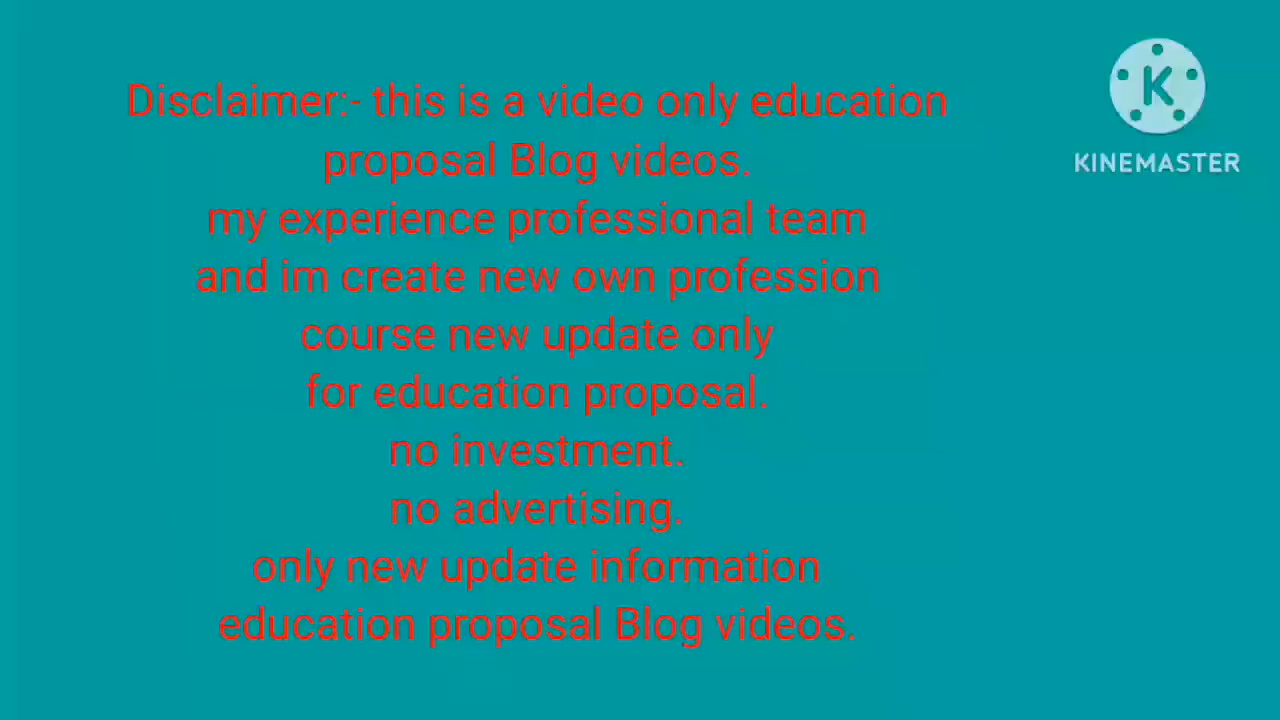 Disclaimer:- this is a video only education
proposal Blog videos.
my experience professional team
and im create new own profession
course new update only
for education proposal.
no investment.
no advertising.
only new update information
education proposal Blog videos.
K
KINEMASTER